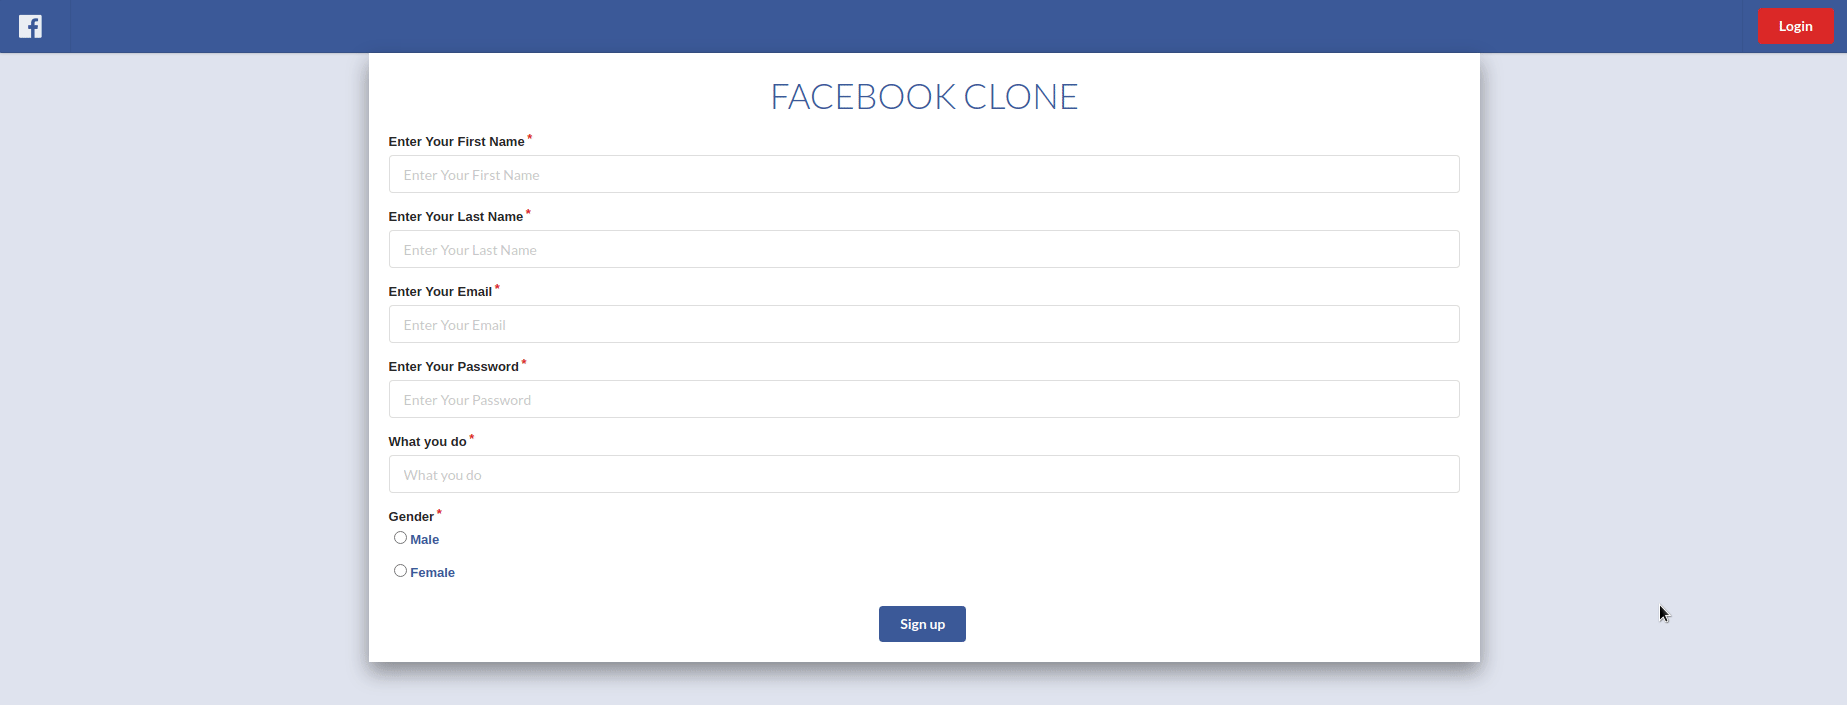 Login
FACEBOOK CLONE
Enter Your First Name *
Enter Your First Name
Enter Your Last Name *
Enter Your Last Name
Enter Your Email *
Enter Your Email
Enter Your Password *
Enter Your Password
What you do *
What you do
Gender *
Male
Female
Sign up